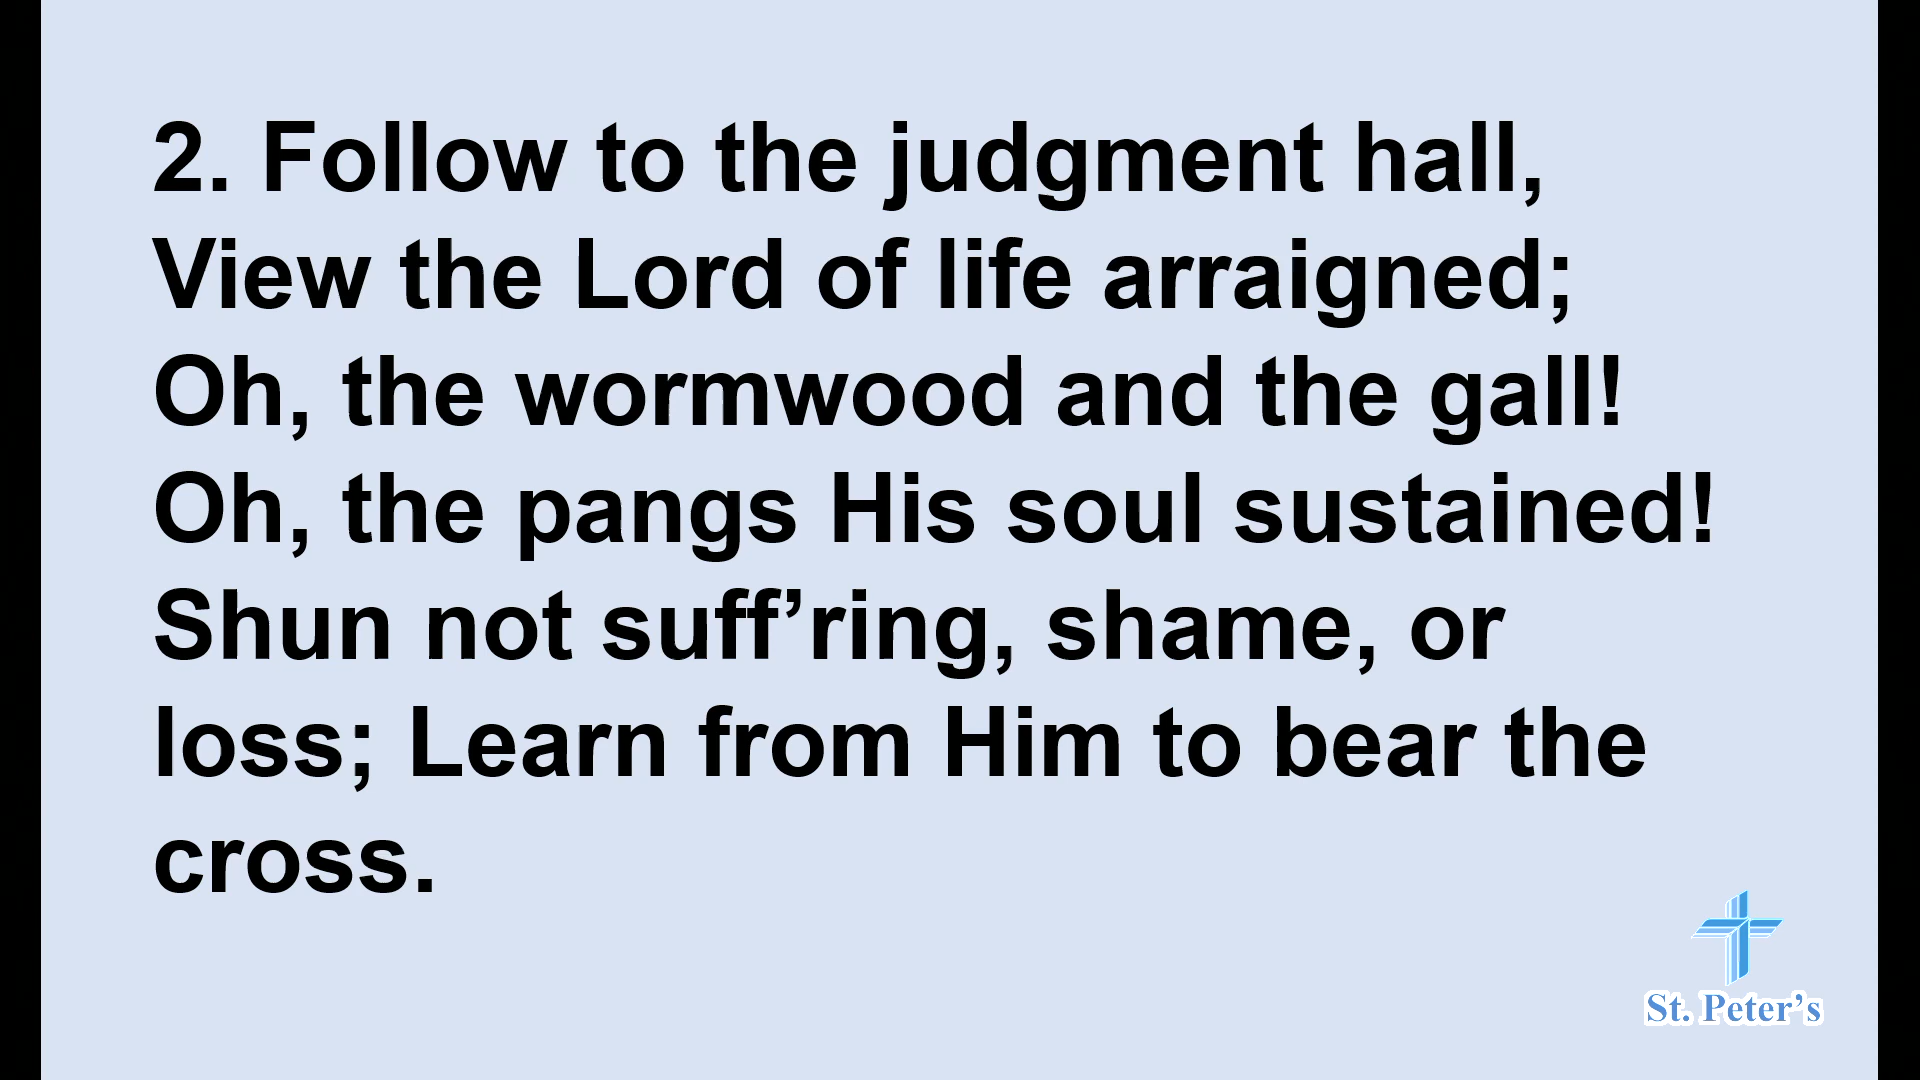 2. Follow to the judgment hall,
View the Lord of life arraigned;
Oh, the wormwood and the gall!
Oh, the pangs His soul sustained!
Shun not suff’ring, shame, or
loss; Learn from Him to bear the
cross.
St. Peter’s